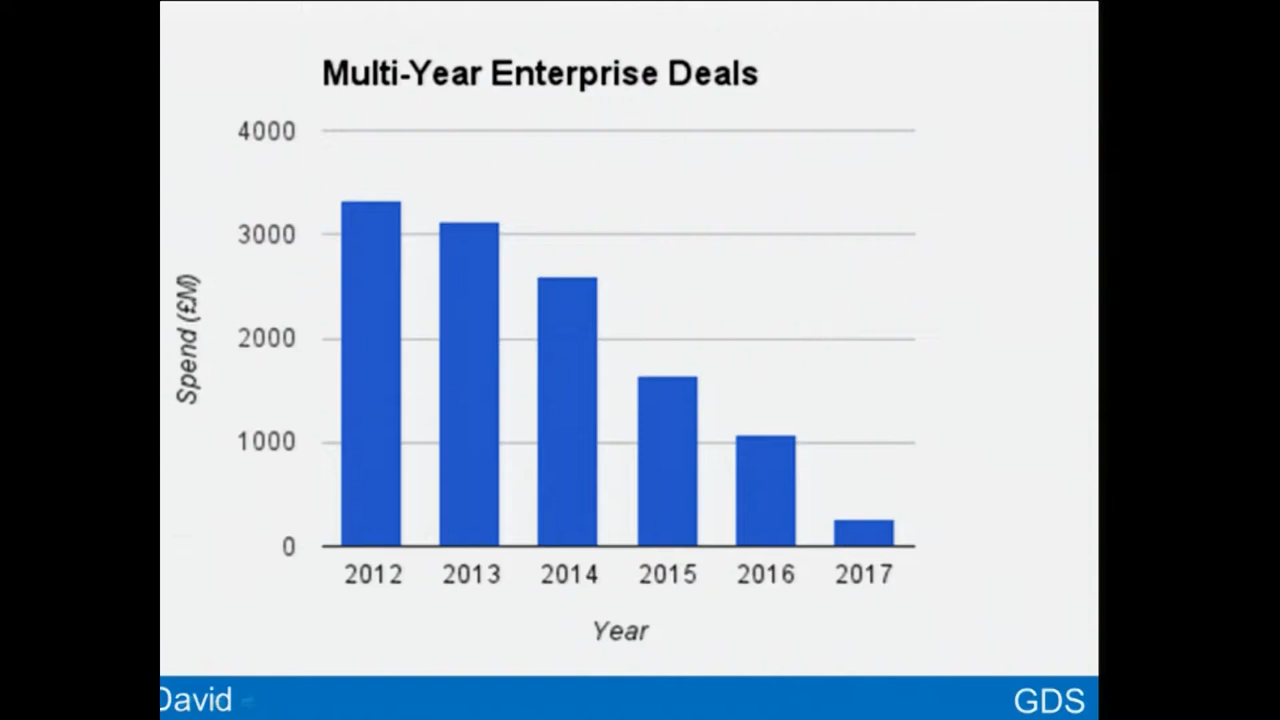 Multi-Year Enterprise Deals
4000
3000
2000
1000
0
Spend (£M)
2012 2013 2014 2015 2016 2017
Year
David
GDS